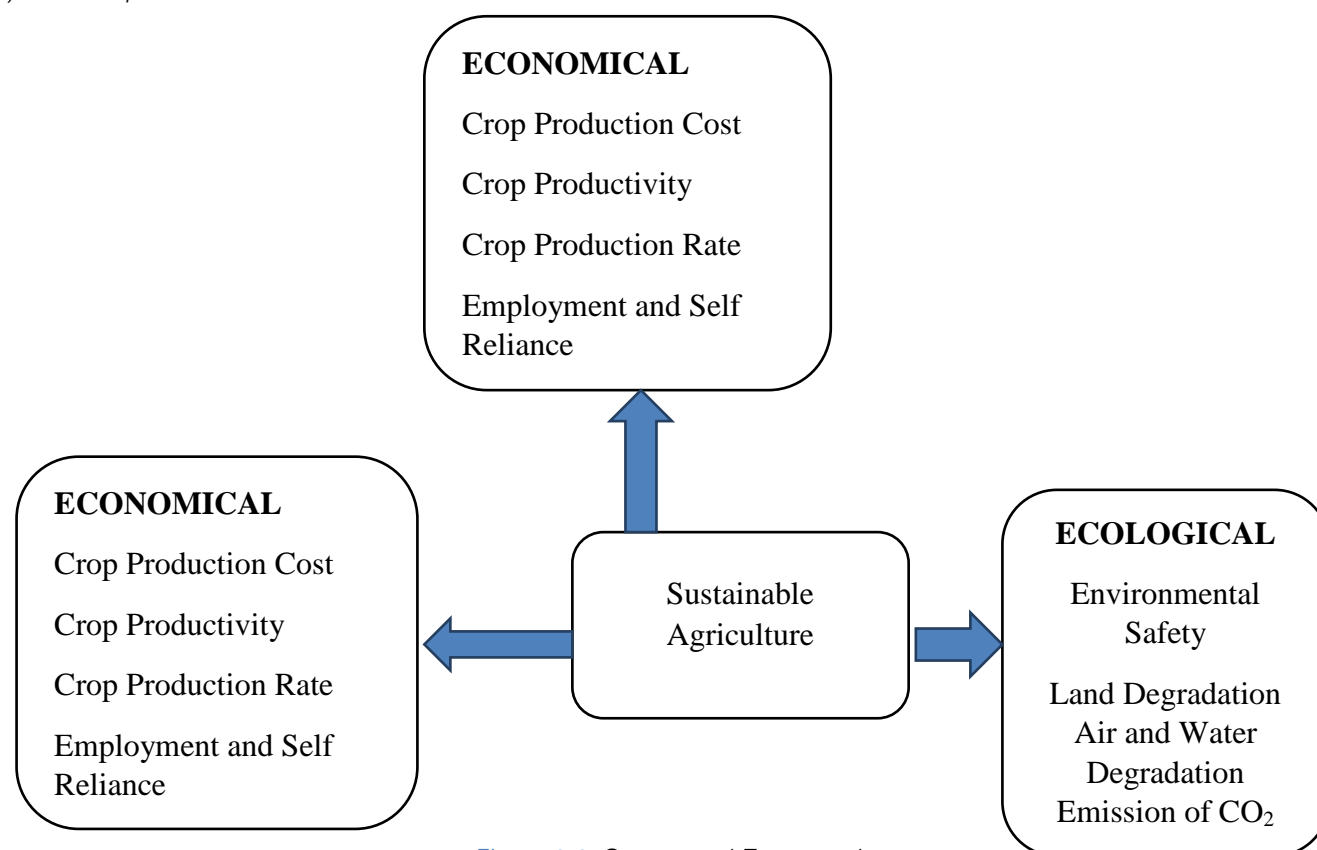 ECONOMICAL
Crop Production Cost
Crop Productivity
Crop Production Rate
Employment and Self
Reliance
ECONOMICAL
Crop Production Cost
Crop Productivity
Crop Production Rate
Employment and Self
Reliance
Sustainable
Agriculture
ECOLOGICAL
Environmental
Safety
Land Degradation
Air and Water
Degradation
Emission of CO₂